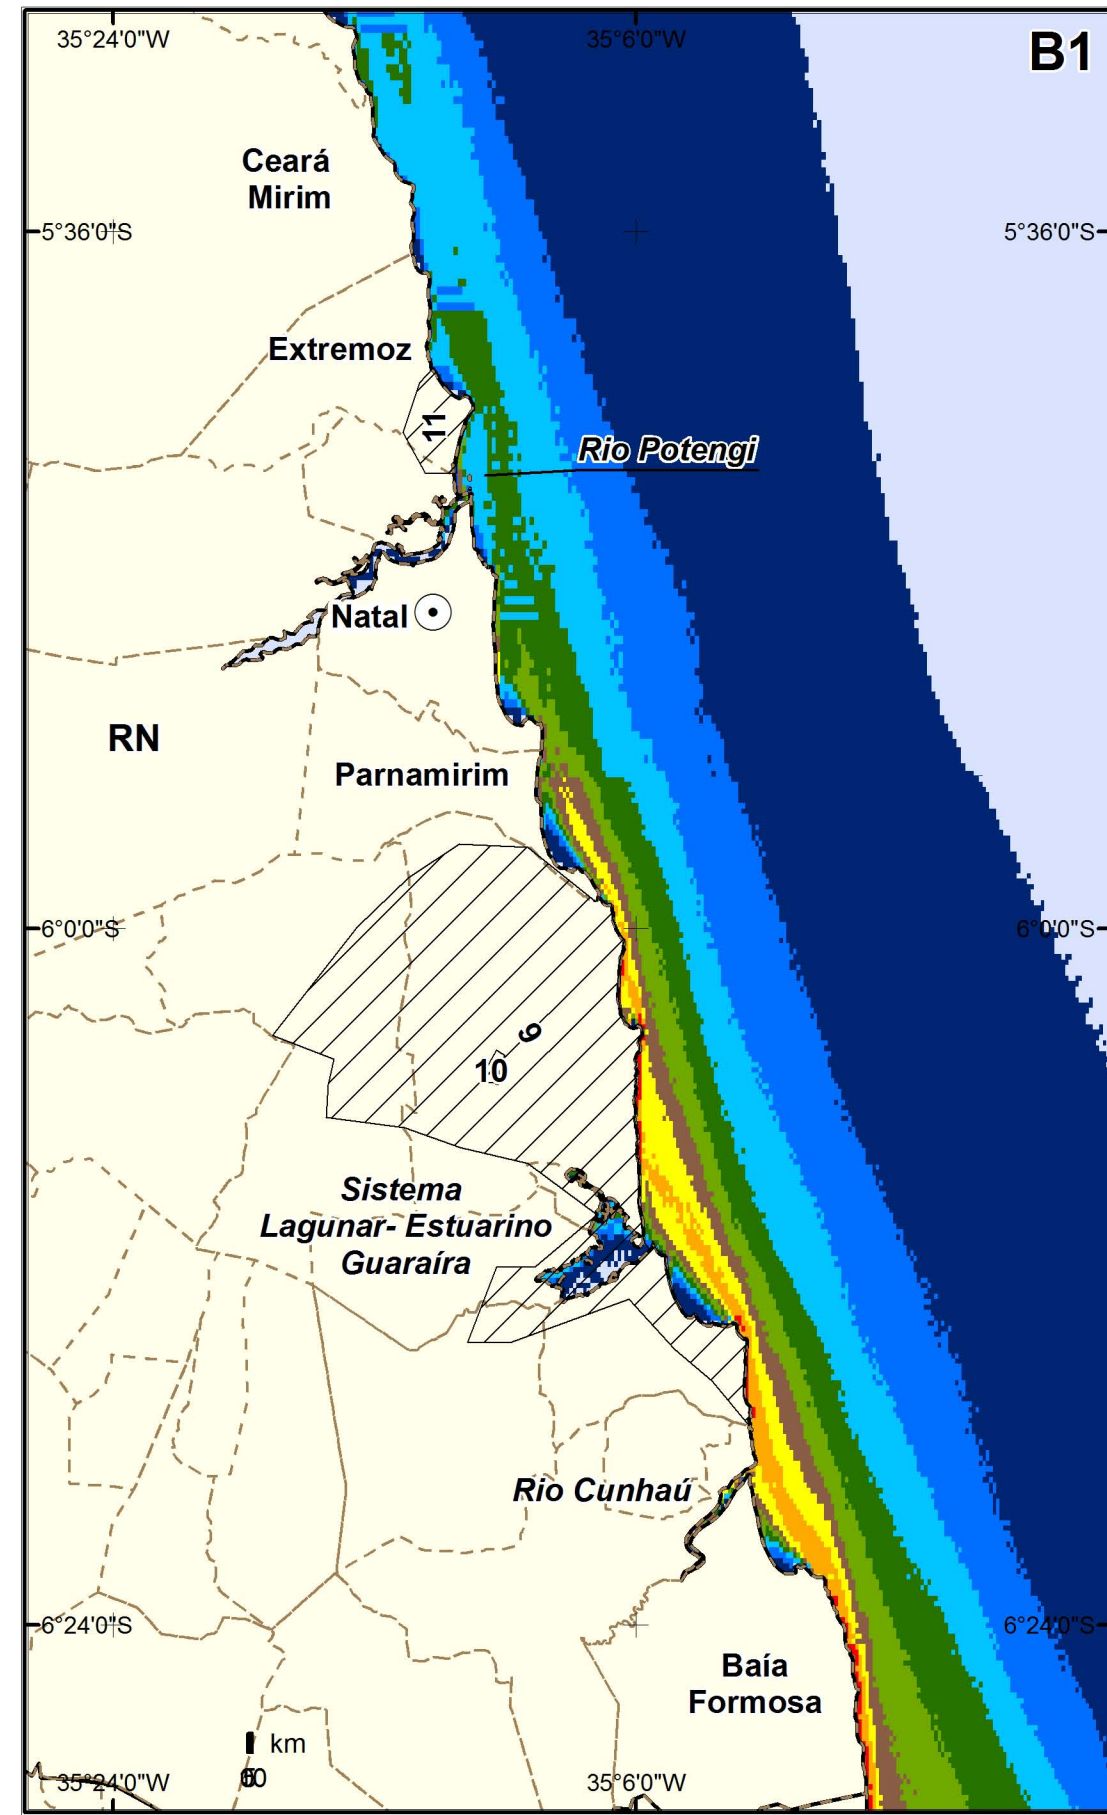 35°24'0"W
35°6'0"W
B1
Ceará
Mirim
5°36'0"S
5°36'0"S
Extremoz
11
Rio Potengi
Natal
RN
Parnamirim
6°0'0"S
6°0'0"S
9
10
Sistema
Lagunar- Estuarino
Guaraíra
Rio Cunhaú
6°24'0"S
6°24'0"S
Baía
Formosa
km
35°24'0"W
35°6'0"W